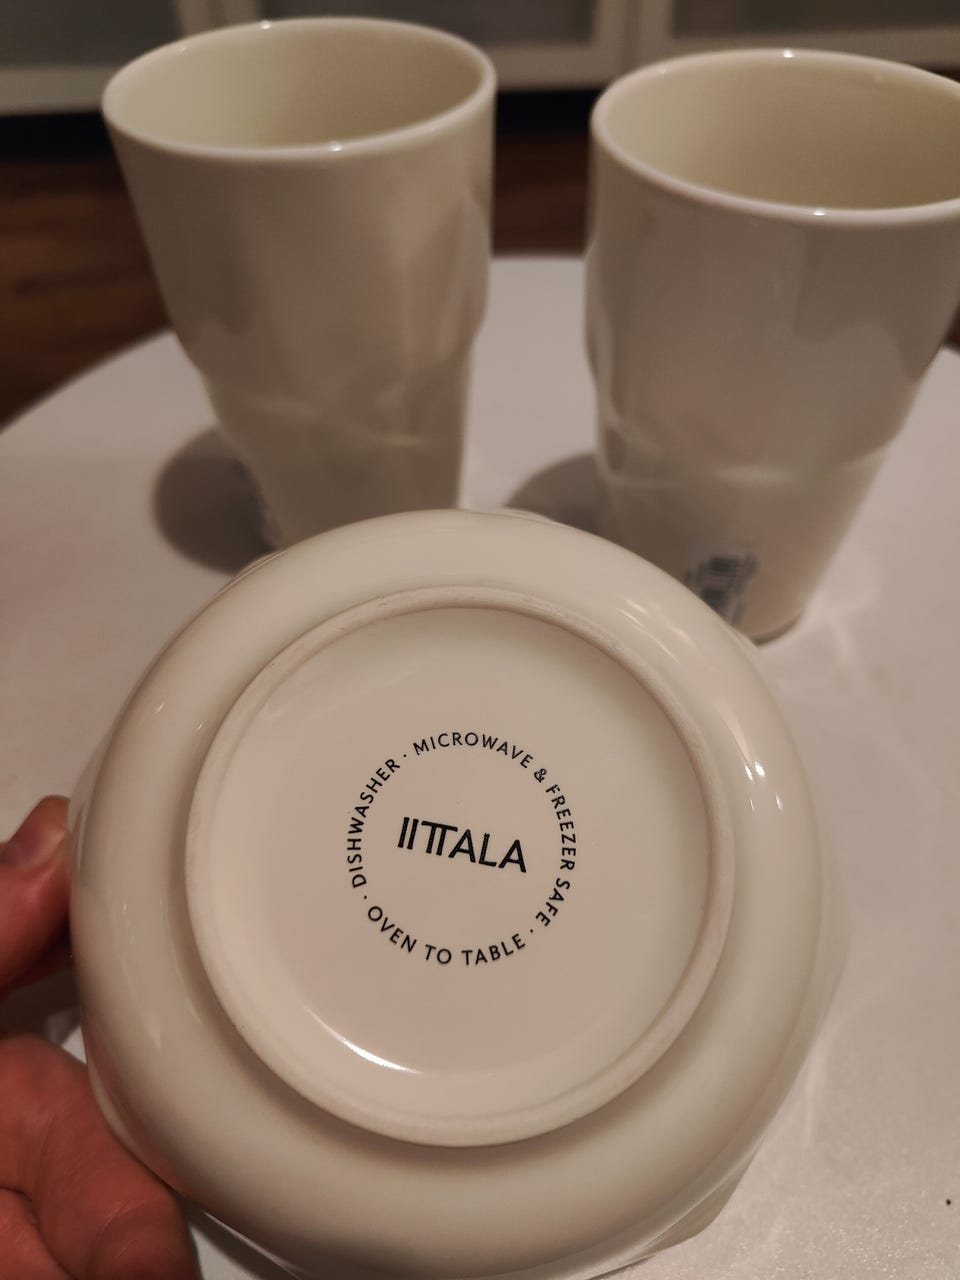 DISHWASHER · MICROWAVE & FREEZER SAFE · OVEN TO TABLE ·
IITTALA